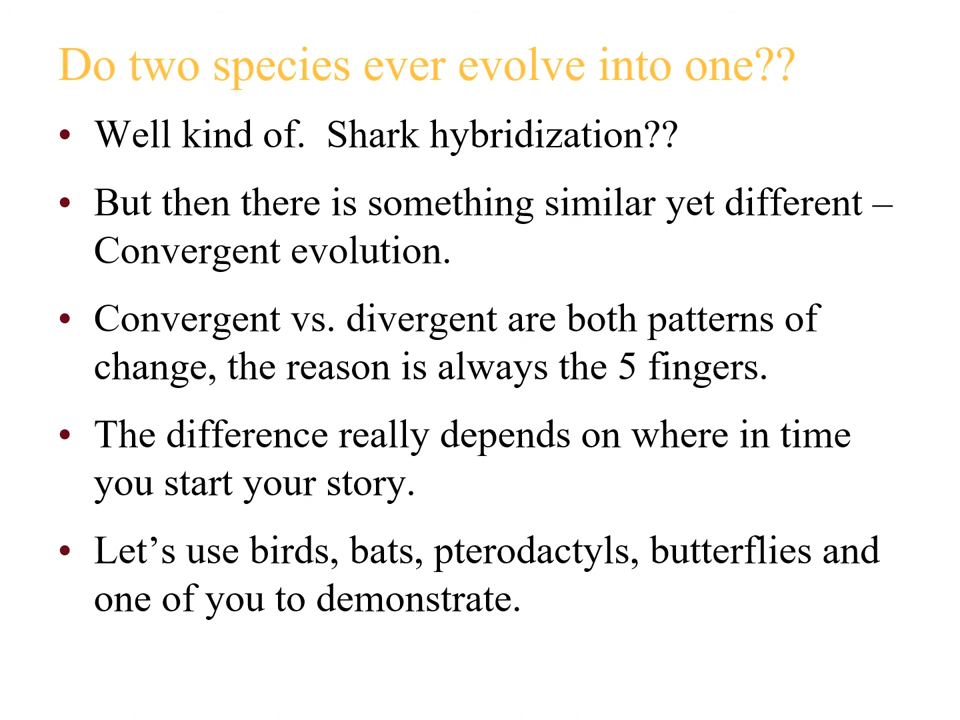 Do two species ever evolve into one??
• Well kind of.  Shark hybridization??
• But then there is something similar yet different –
Convergent evolution.
• Convergent vs. divergent are both patterns of
change, the reason is always the 5 fingers.
• The difference really depends on where in time
you start your story.
• Let’s use birds, bats, pterodactyls, butterflies and
one of you to demonstrate.